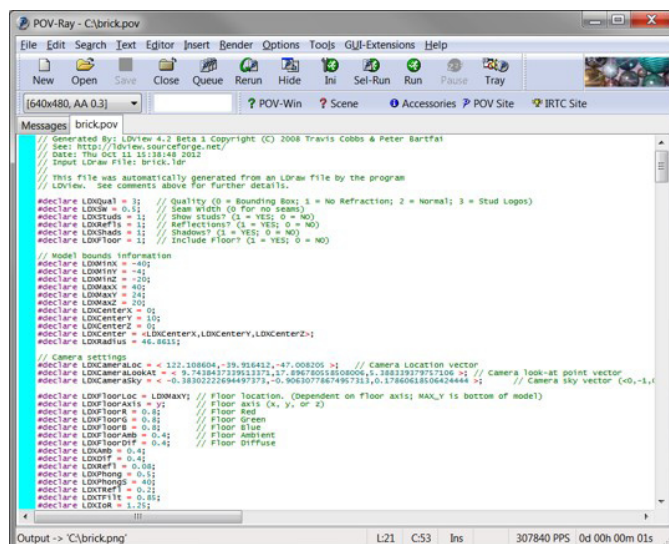 POV-Ray - C:\brick.pov
File Edit Search Text Editor Insert Render Options Tools GUI-Extensions Help
New Open Save Close Queue Rerun Hide Ini Sel-Run Run Pause Tray
[640x480, AA 0.3] ? POV-Win ? Scene Accessories POV Site IRTC Site
Messages brick.pov
// Generated By: LDView 4.2 Beta 1 Copyright (C) 2008 Travis Cobbs & Peter Bartfai
// See: http://ldview.sourceforge.net/
// Date: Thu Oct 11 15:38:48 2012
// Input LDraw File: brick.ldr
//
// This file was automatically generated from an LDraw file by the program
// LDView. See comments above for further details.
#declare LDXQual = 3; // Quality (0 = Bounding Box; 1 = No Refraction; 2 = Normal; 3 = Stud Logos)
#declare LDXSW = 0.5; // Seam Width (0 for no seams)
#declare LDXStuds = 1; // Show studs? (1 = YES; 0 = NO)
#declare LDXRefls = 1; // Reflections? (1 = YES; 0 = NO)
#declare LDXShads = 1; // Shadows? (1 = YES; 0 = NO)
#declare LDXFloor = 1; // Include Floor? (1 = YES; 0 = NO)
// Model bounds information
#declare LDXMinX = -40;
#declare LDXMinY = -4;
#declare LDXMinZ = -20;
#declare LDXMaxX = 40;
#declare LDXMaxY = 24;
#declare LDXMaxZ = 20;
#declare LDXCenterX = 0;
#declare LDXCenterY = 10;
#declare LDXCenterZ = 0;
#declare LDXCenter = <LDXCenterX,LDXCenterY,LDXCenterZ>;
#declare LDXRadius = 46.8615;
// Camera settings
#declare LDXCameraLoc = < 122.108604,-39.916412,-47.008205 >; // Camera Location vector
#declare LDXCameraLookAt = < 9.7438437339513371,17.896780558508006,5.3883393797571​06 >; // Camera look-at point vector
#declare LDXCameraSky = < -0.38302222694497373,-0.90630778674957313,0.17860618506424444 >; // Camera sky vector (<0,-1,0
#declare LDXFloorLoc = LDXMaxY; // Floor location. (Dependent on floor axis; MAX_Y is bottom of model)
#declare LDXFloorAxis = y; // Floor axis (x, y, or z)
#declare LDXFloorR = 0.8; // Floor Red
#declare LDXFloorG = 0.8; // Floor Green
#declare LDXFloorB = 0.8; // Floor Blue
#declare LDXFloorAmb = 0.4; // Floor Ambient
#declare LDXFloorDif = 0.4; // Floor Diffuse
#declare LDXAmb = 0.4;
#declare LDXDif = 0.4;
#declare LDXRefl = 0.08;
#declare LDXPhong = 0.5;
#declare LDXPhongS = 40;
#declare LDXTRefl = 0.2;
#declare LDXTFilt = 0.85;
#declare LDXIoR = 1.25;
Output -> 'C:\brick.png' L:21 C:53 Ins 307840 PPS 0d 00h 00m 01s